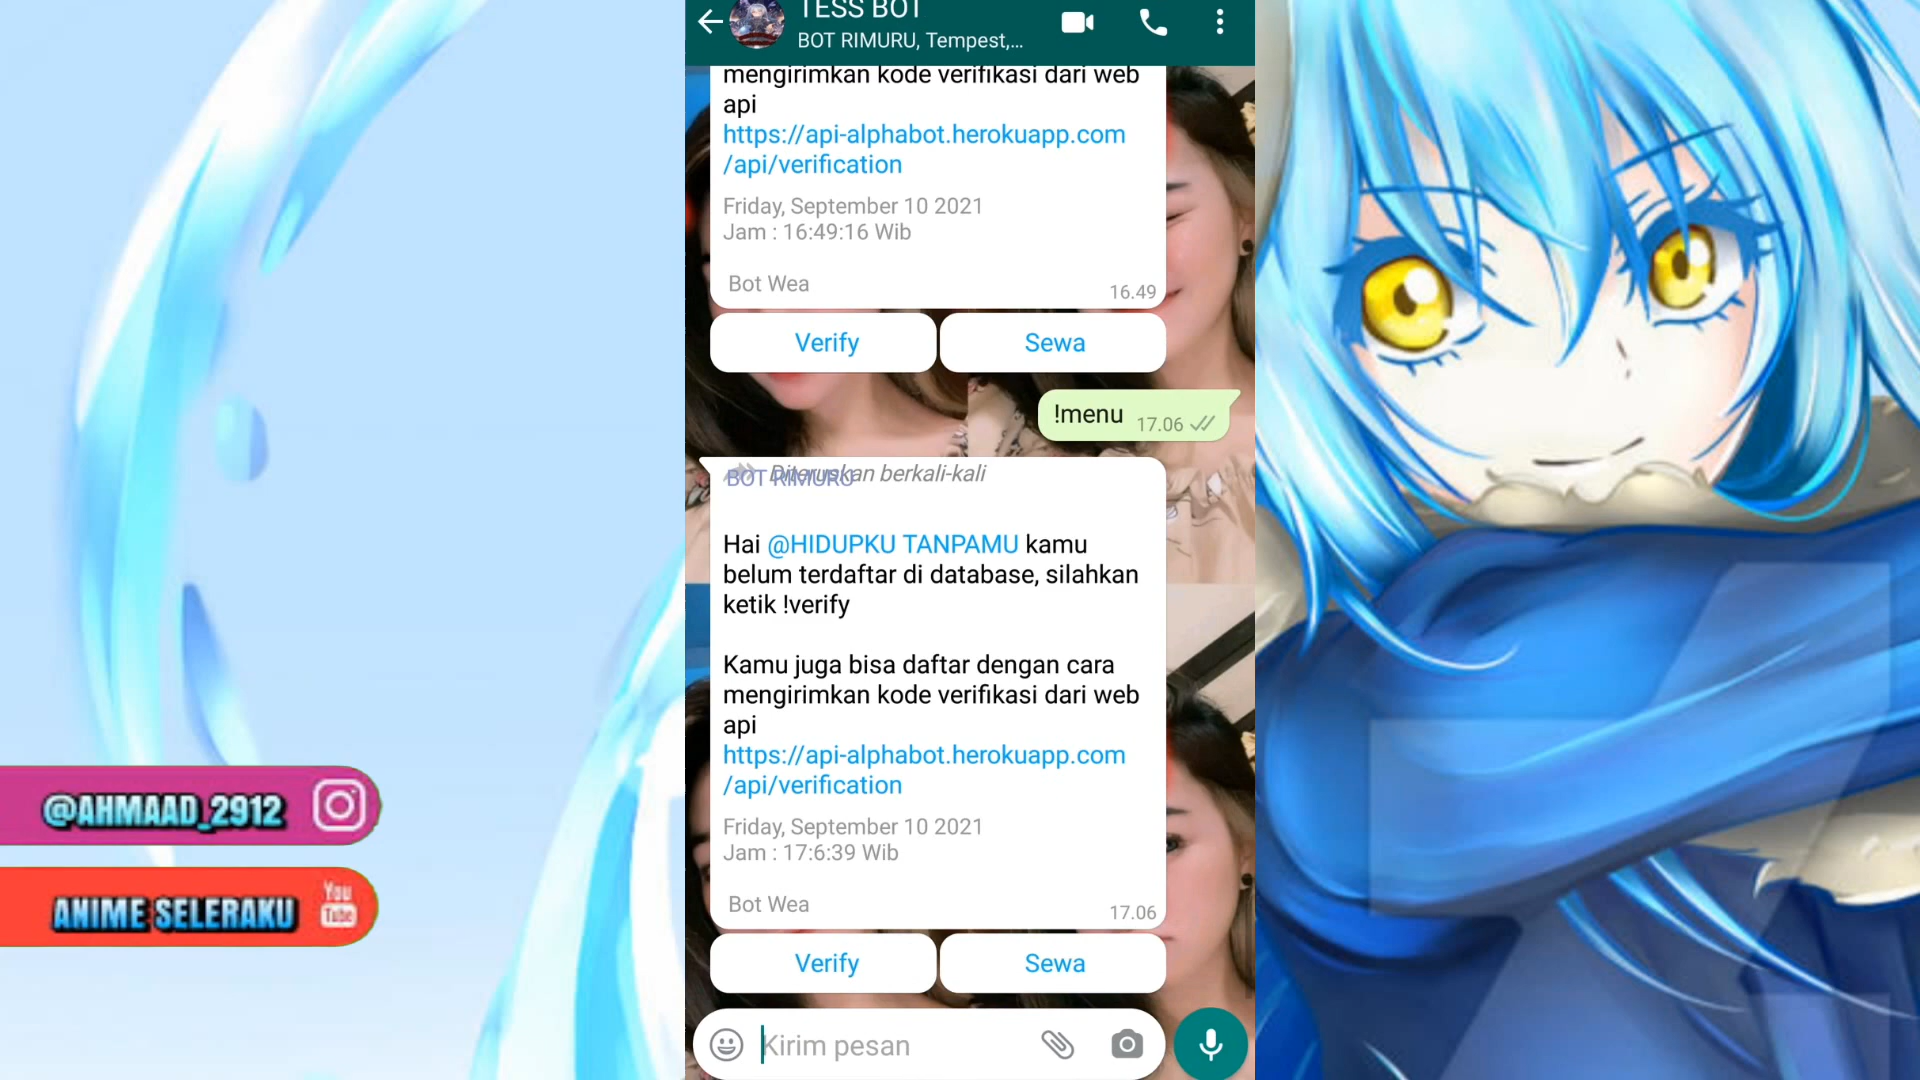 TESS BOT
BOT RIMURU, Tempest,...
mengirimkan kode verifikasi dari web
api
https://api-alphabot.herokuapp.com
/api/verification
Friday, September 10 2021
Jam : 16:49:16 Wib
Bot Wea
16.49
Verify
Sewa
!menu
17.06
BOT RIMURU
Diteruskan berkali-kali
Hai @HIDUPKU TANPAMU kamu
belum terdaftar di database, silahkan
ketik !verify
Kamu juga bisa daftar dengan cara
mengirimkan kode verifikasi dari web
api
https://api-alphabot.herokuapp.com
/api/verification
Friday, September 10 2021
Jam : 17:6:39 Wib
Bot Wea
17.06
Verify
Sewa
Kirim pesan
@AHMAAD_2912
ANIME SELERAKU
You
Tube